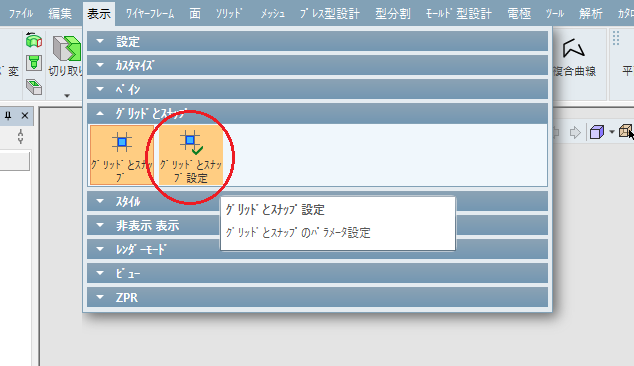 ﾌｧｲﾙ 編集 表示 ﾜｲﾔｰﾌﾚｰﾑ 面 ｿﾘｯﾄﾞ ﾒｯｼｭ ﾌﾟﾚｽ型設計 型分割 ﾓｰﾙﾄﾞ型設計 電極 ﾂｰﾙ 解析 ｶﾀﾛ
変
切り取り
複合曲線
平
設定
ｶｽﾀﾏｲｽﾞ
ﾍﾟｲﾝ
ｸﾞﾘｯﾄﾞとｽﾅｯﾌﾟ
ｸﾞﾘｯﾄﾞとｽﾅｯ
ﾌﾟ
ｸﾞﾘｯﾄﾞとｽﾅｯ
ﾌﾟ設定
ｽﾀｲﾙ
ｸﾞﾘｯﾄﾞとｽﾅｯﾌﾟ設定
非表示 表示
ｸﾞﾘｯﾄﾞとｽﾅｯﾌﾟのﾊﾟﾗﾒｰﾀ設定
ﾚﾝﾀﾞｰﾓｰﾄﾞ
ﾋﾞｭｰ
ZPR